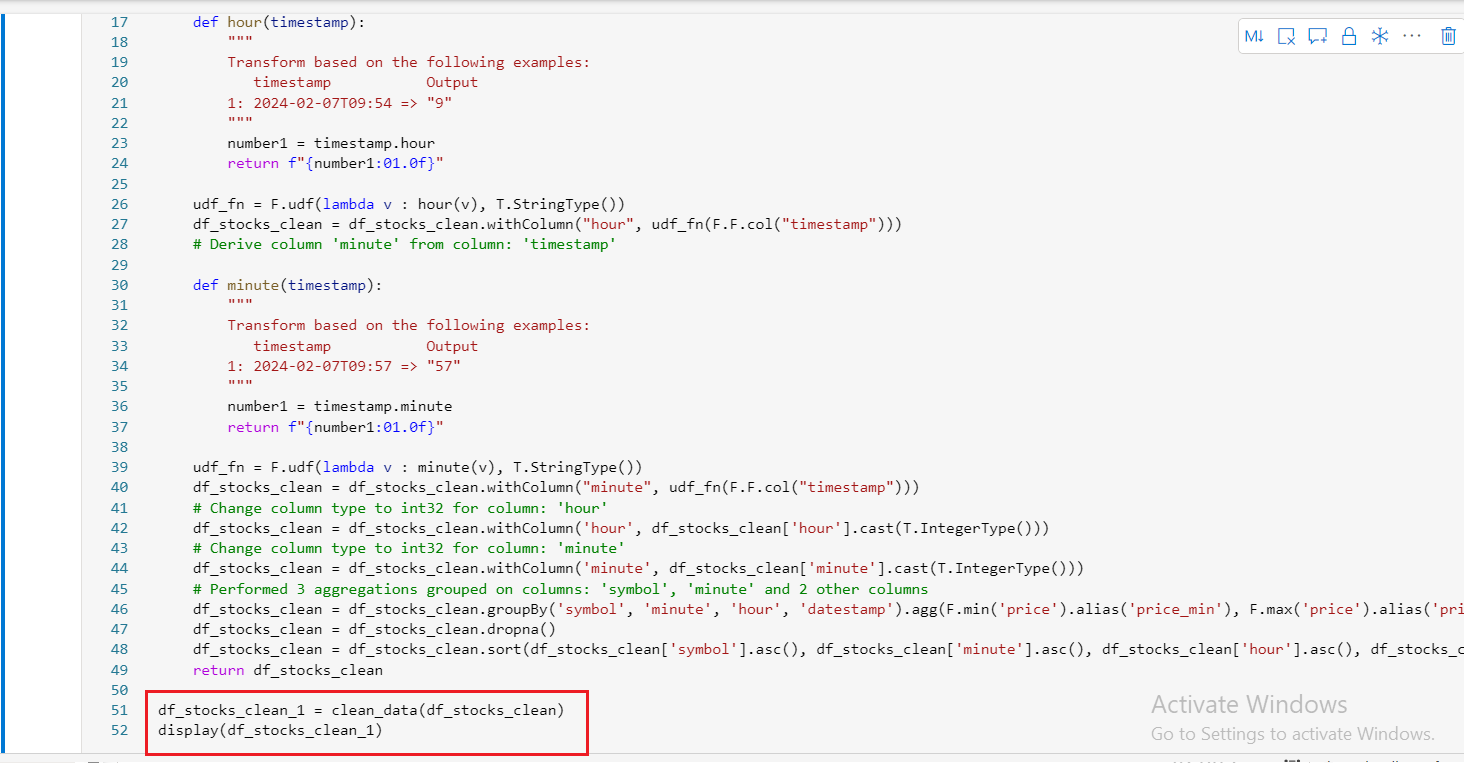 17 def hour(timestamp):
18 """
19 Transform based on the following examples:
20 timestamp Output
21 1: 2024-02-07T09:54 => "9"
22 """
23 number1 = timestamp.hour
24 return f"{number1:01.0f}"
25
26 udf_fn = F.udf(lambda v : hour(v), T.StringType())
27 df_stocks_clean = df_stocks_clean.withColumn("hour", udf_fn(F.F.col("timestamp")))
28 # Derive column 'minute' from column: 'timestamp'
29
30 def minute(timestamp):
31 """
32 Transform based on the following examples:
33 timestamp Output
34 1: 2024-02-07T09:57 => "57"
35 """
36 number1 = timestamp.minute
37 return f"{number1:01.0f}"
38
39 udf_fn = F.udf(lambda v : minute(v), T.StringType())
40 df_stocks_clean = df_stocks_clean.withColumn("minute", udf_fn(F.F.col("timestamp")))
41 # Change column type to int32 for column: 'hour'
42 df_stocks_clean = df_stocks_clean.withColumn('hour', df_stocks_clean['hour'].cast(T.IntegerType()))
43 # Change column type to int32 for column: 'minute'
44 df_stocks_clean = df_stocks_clean.withColumn('minute', df_stocks_clean['minute'].cast(T.IntegerType()))
45 # Performed 3 aggregations grouped on columns: 'symbol', 'minute' and 2 other columns
46 df_stocks_clean = df_stocks_clean.groupBy('symbol', 'minute', 'hour', 'datestamp').agg(F.min('price').alias('price_min'), F.max('price').alias('pri
47 df_stocks_clean = df_stocks_clean.dropna()
48 df_stocks_clean = df_stocks_clean.sort(df_stocks_clean['symbol'].asc(), df_stocks_clean['minute'].asc(), df_stocks_clean['hour'].asc(), df_stocks_c
49 return df_stocks_clean
50
51 df_stocks_clean_1 = clean_data(df_stocks_clean)
52 display(df_stocks_clean_1)
M↓
Activate Windows
Go to Settings to activate Windows.